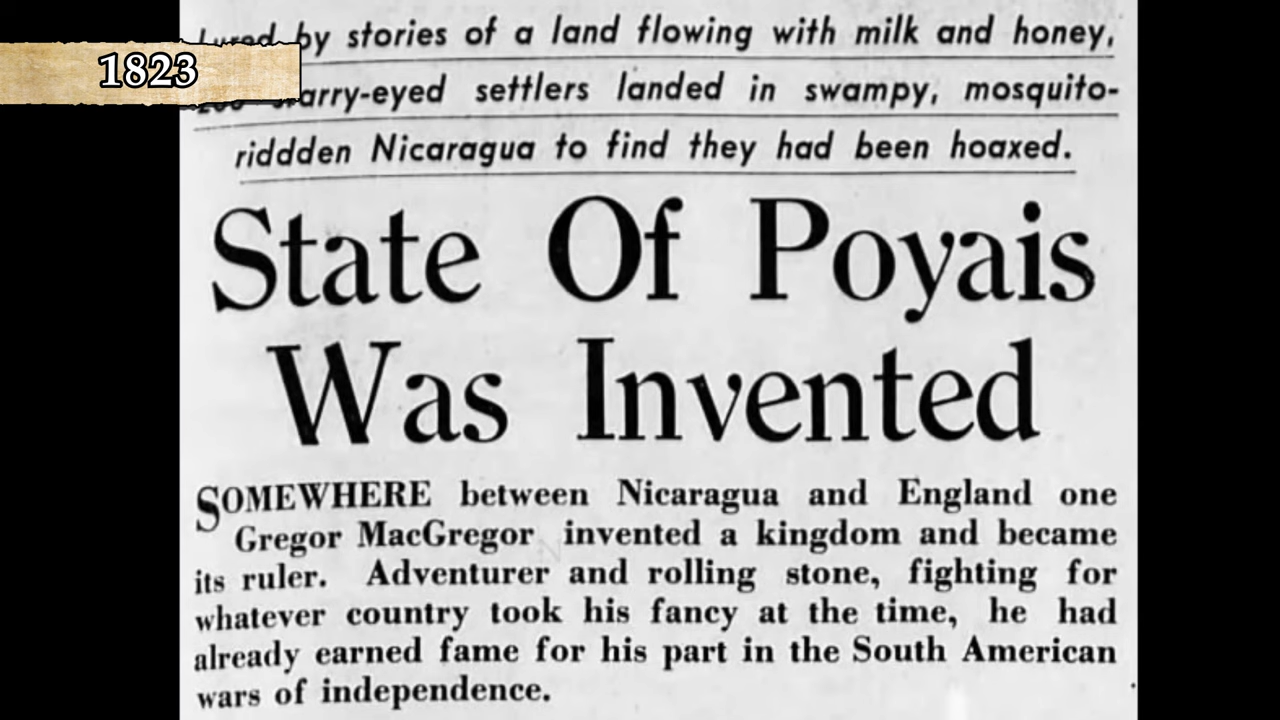 1823
by stories of a land flowing with milk and honey,
starry-eyed settlers landed in swampy, mosquito-
riddden Nicaragua to find they had been hoaxed.
State Of Poyais
Was Invented
SOMEWHERE between Nicaragua and England one
Gregor MacGregor invented a kingdom and became
its ruler. Adventurer and rolling stone, fighting for
whatever country took his fancy at the time, he had
already earned fame for his part in the South American
wars of independence.